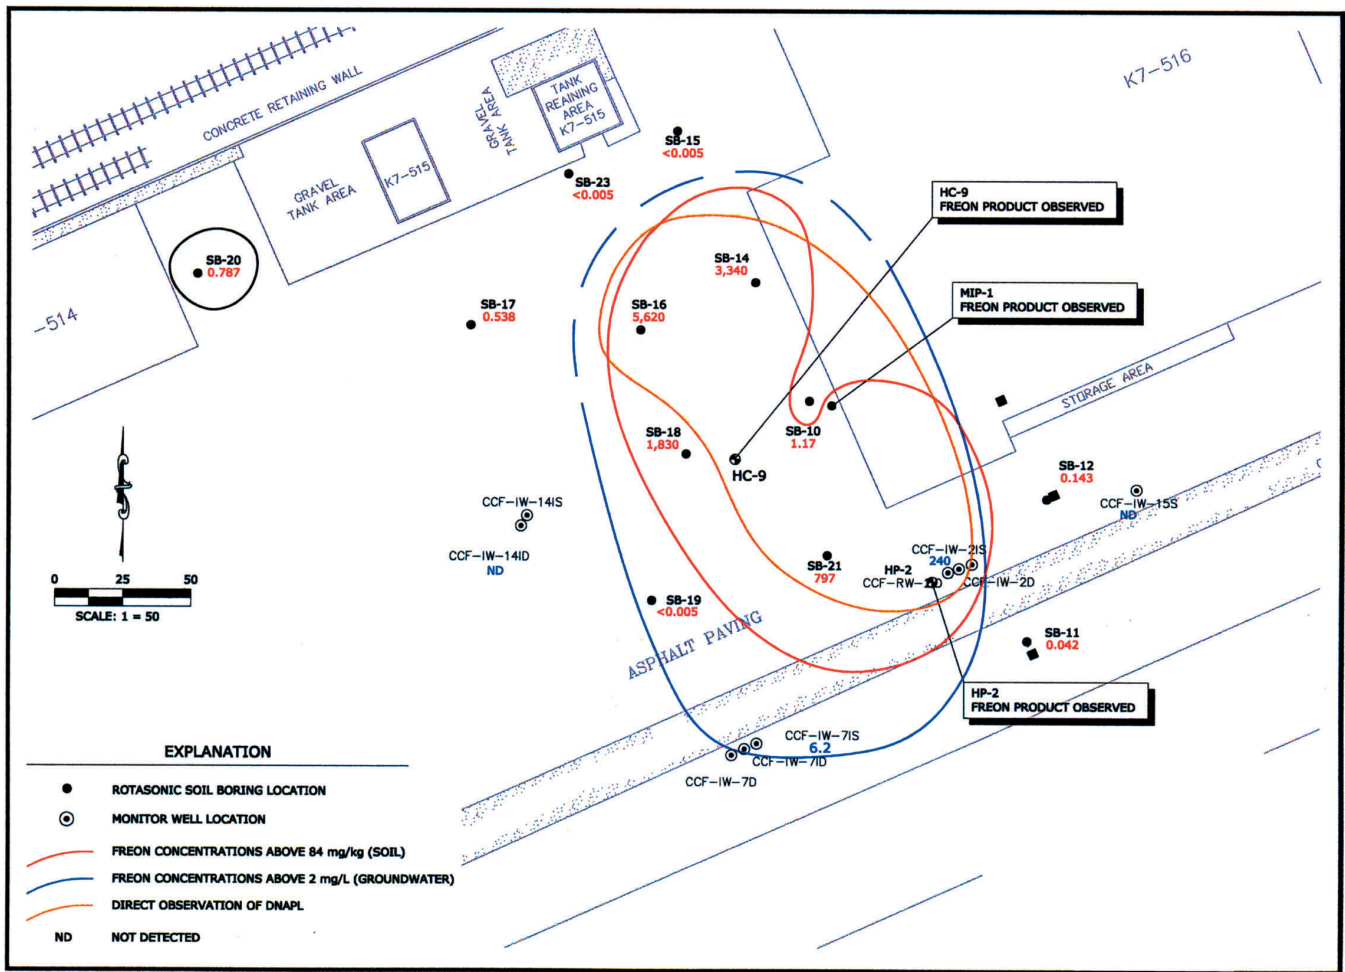 K7-516
CONCRETE RETAINING WALL
GRAVEL
TANK AREA
TANK
REAINING
AREA
K7-515
K7-515
GRAVEL
TANK AREA
SB-15
<0.005
SB-23
<0.005
HC-9
FREON PRODUCT OBSERVED
SB-20
0.787
SB-14
3,340
MIP-1
FREON PRODUCT OBSERVED
-514
SB-17
0.538
SB-16
5,620
STORAGE AREA
SB-18
1,830
SB-10
1.17
HC-9
SB-12
0.143
CCF-IW-14IS
CCF-IW-15S
ND
CCF-IW-14ID
ND
CCF-IW-2IS
240
SB-21
797
HP-2
CCF-IW-2D
0 25 50
SCALE: 1 = 50
SB-19
<0.005
ASPHALT PAVING
SB-11
0.042
HP-2
FREON PRODUCT OBSERVED
CCF-IW-7IS
6.2
CCF-IW-7ID
CCF-IW-7D
EXPLANATION
ROTASONIC SOIL BORING LOCATION
MONITOR WELL LOCATION
FREON CONCENTRATIONS ABOVE 84 mg/kg (SOIL)
FREON CONCENTRATIONS ABOVE 2 mg/L (GROUNDWATER)
DIRECT OBSERVATION OF DNAPL
ND NOT DETECTED